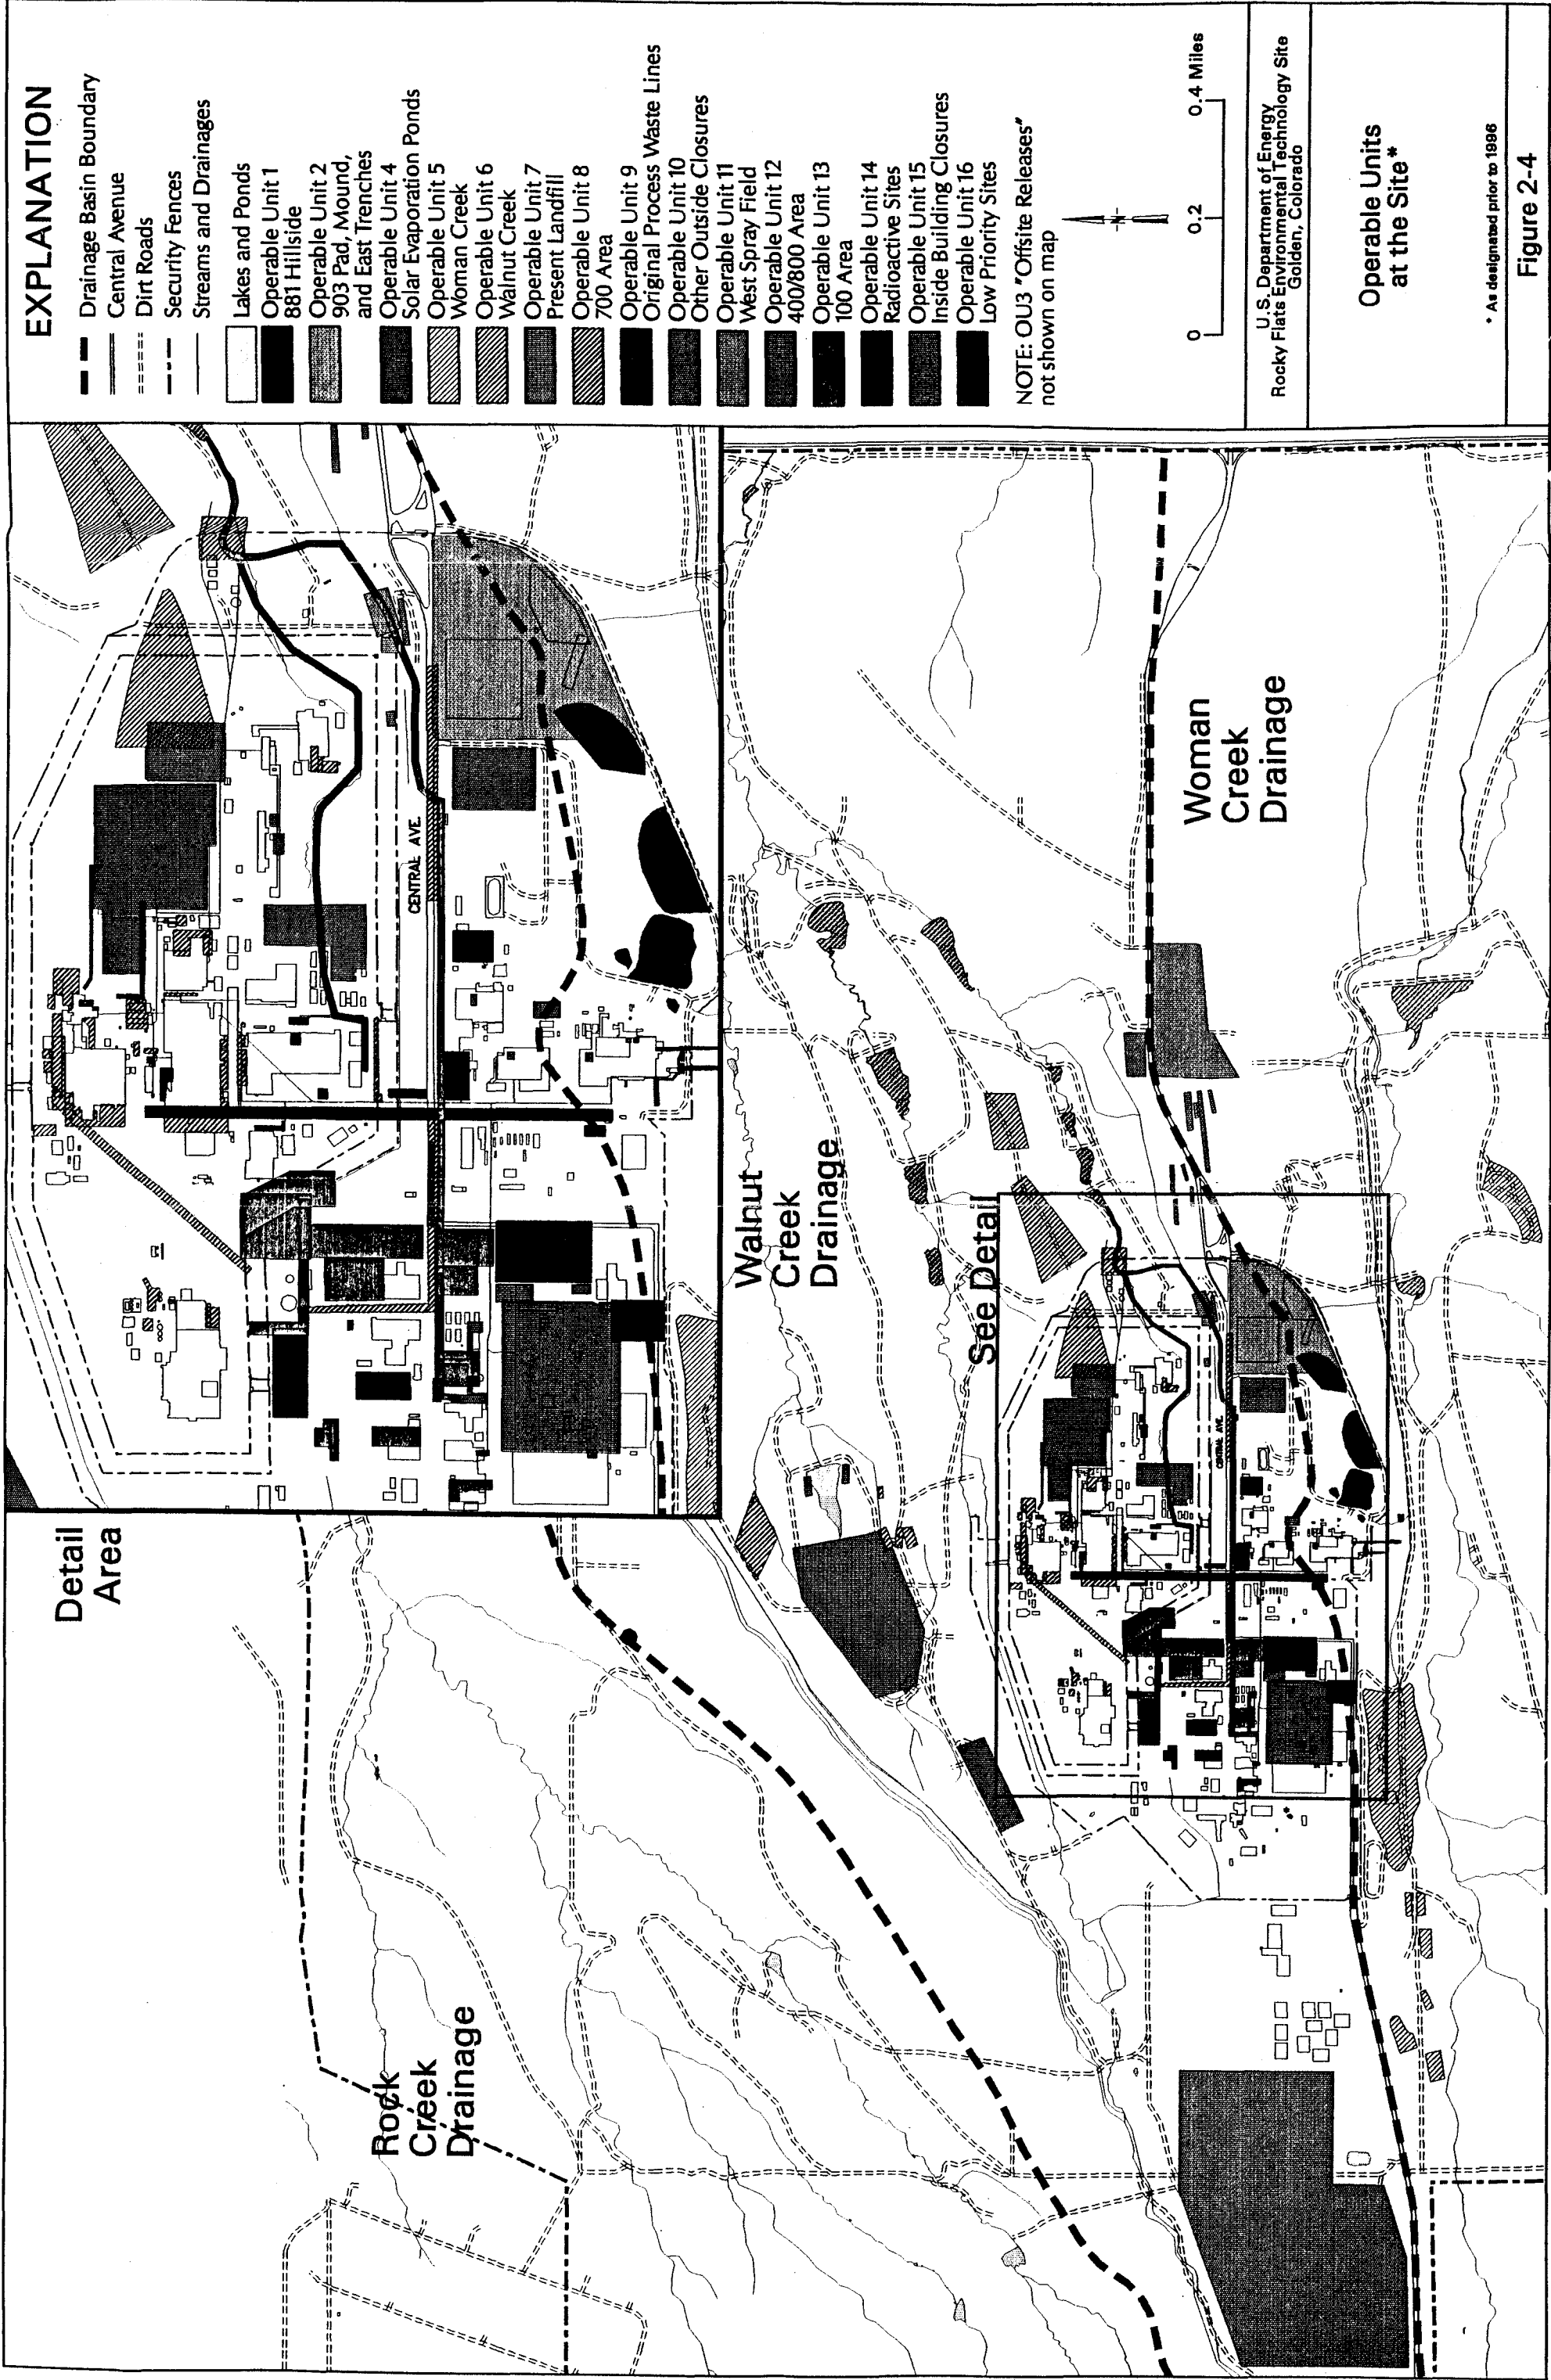 EXPLANATION
Drainage Basin Boundary
Central Avenue
Dirt Roads
Security Fences
Streams and Drainages
Lakes and Ponds
Operable Unit 1
881 Hillside
Operable Unit 2
903 Pad, Mound,
and East Trenches
Operable Unit 4
Solar Evaporation Ponds
Operable Unit 5
Woman Creek
Operable Unit 6
Walnut Creek
Operable Unit 7
Present Landfill
Operable Unit 8
700 Area
Operable Unit 9
Original Process Waste Lines
Operable Unit 10
Other Outside Closures
Operable Unit 11
West Spray Field
Operable Unit 12
400/800 Area
Operable Unit 13
100 Area
Operable Unit 14
Radioactive Sites
Operable Unit 15
Inside Building Closures
Operable Unit 16
Low Priority Sites
NOTE: OU3 "Offsite Releases"
not shown on map
N
0 0.2 0.4 Miles
U.S. Department of Energy
Rocky Flats Environmental Technology Site
Golden, Colorado
Operable Units
at the Site*
* As designated prior to 1996
Figure 2-4
Detail
Area
CENTRAL AVE.
Rock
Creek
Drainage
Walnut
Creek
Drainage
See Detail
CENTRAL AVE.
Woman
Creek
Drainage